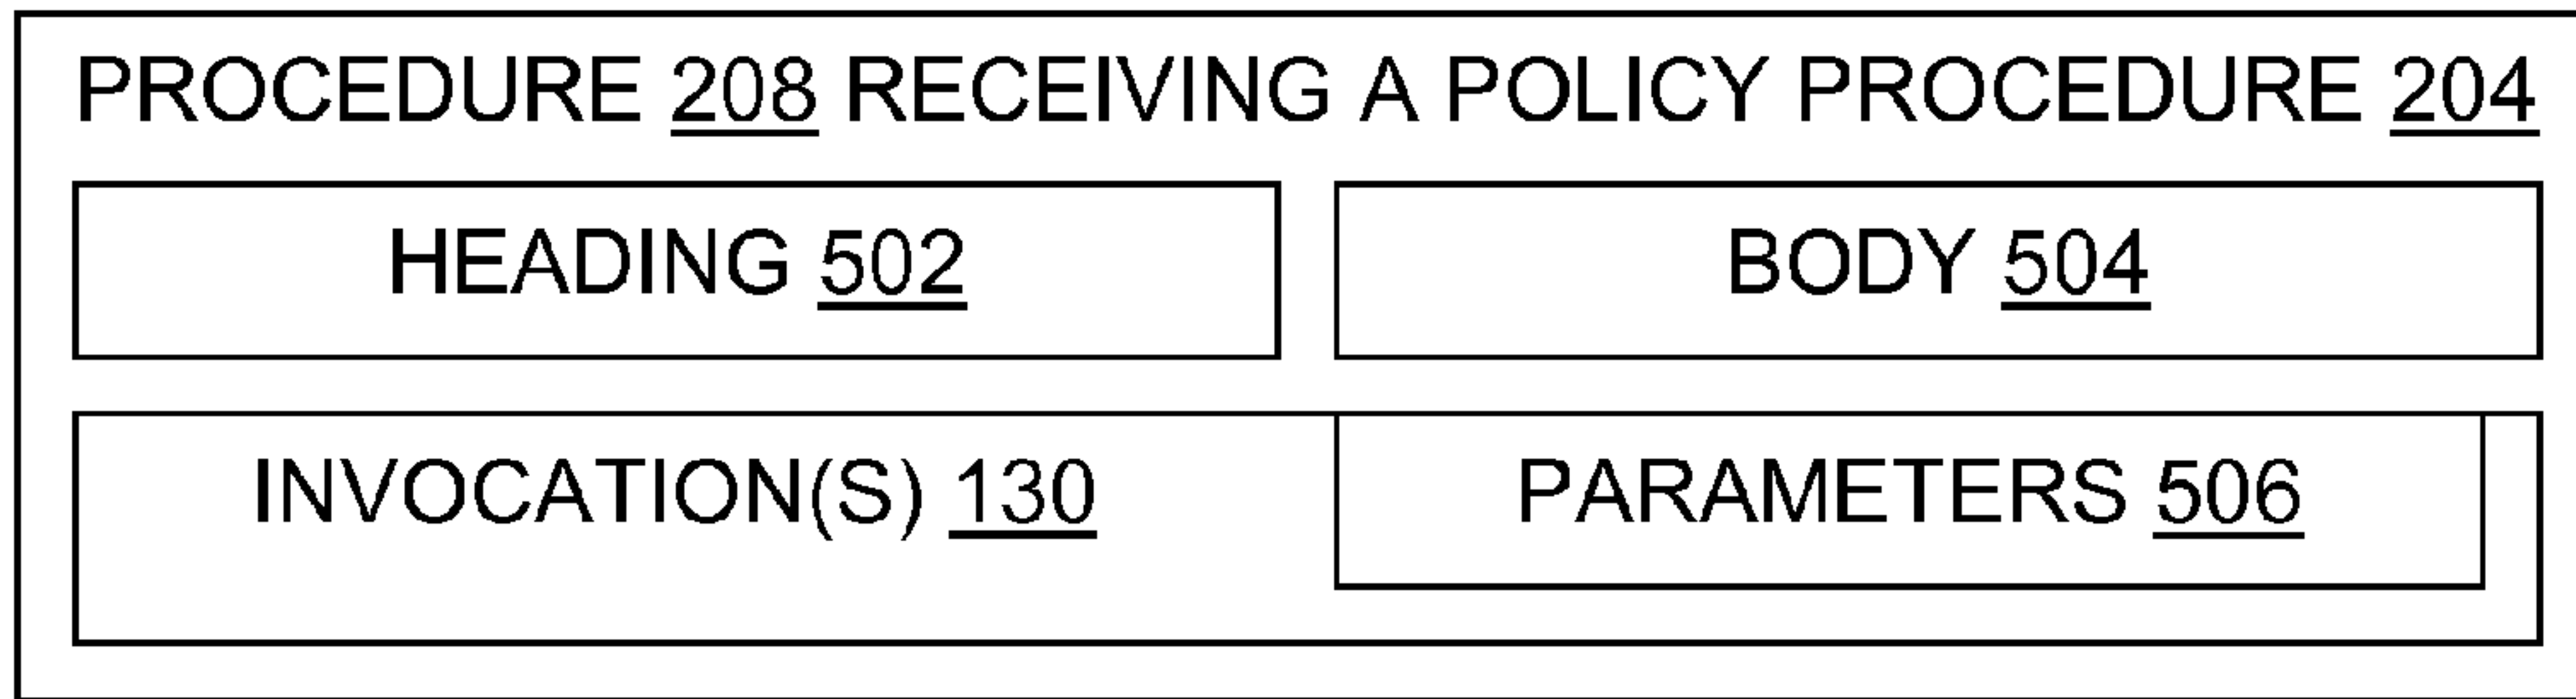 PROCEDURE 208 RECEIVING A POLICY PROCEDURE 204
HEADING 502
BODY 504
INVOCATION(S) 130
PARAMETERS 506